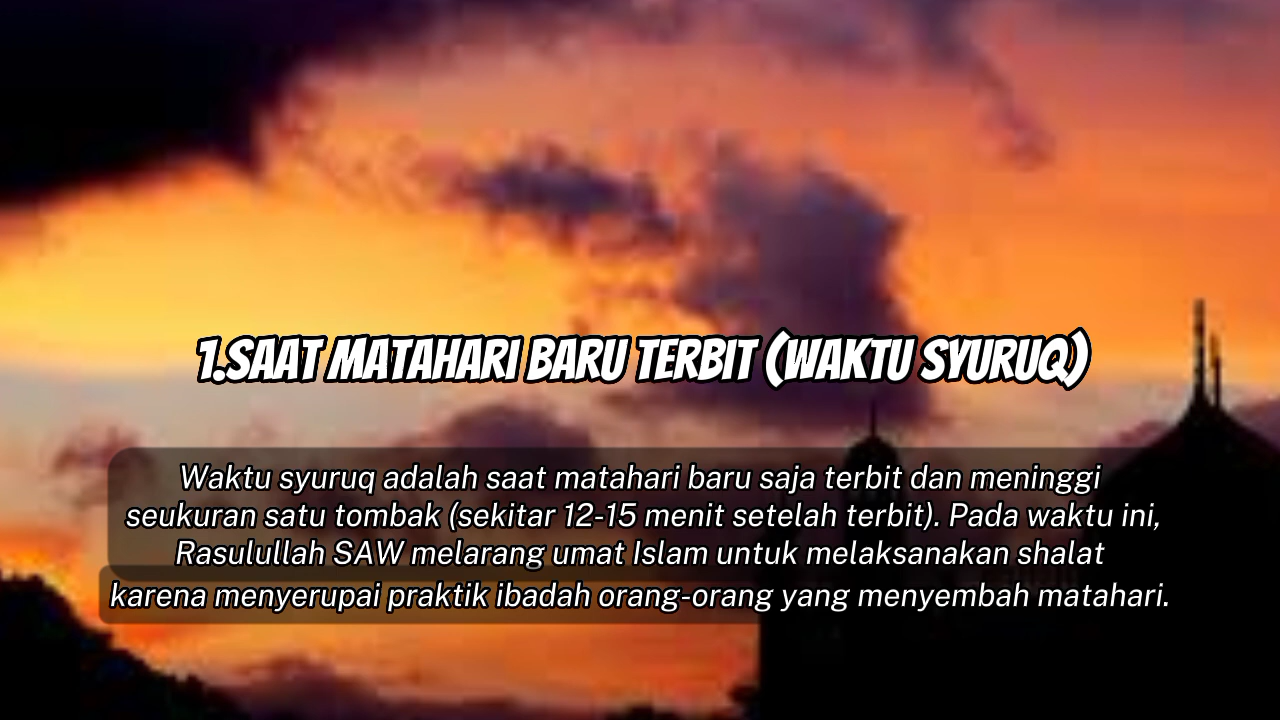 1.SAAT MATAHARI BARU TERBIT (WAKTU SYURUQ)
Waktu syuruq adalah saat matahari baru saja terbit dan meninggi
seukuran satu tombak (sekitar 12-15 menit setelah terbit). Pada waktu ini,
Rasulullah SAW melarang umat Islam untuk melaksanakan shalat
karena menyerupai praktik ibadah orang-orang yang menyembah matahari.